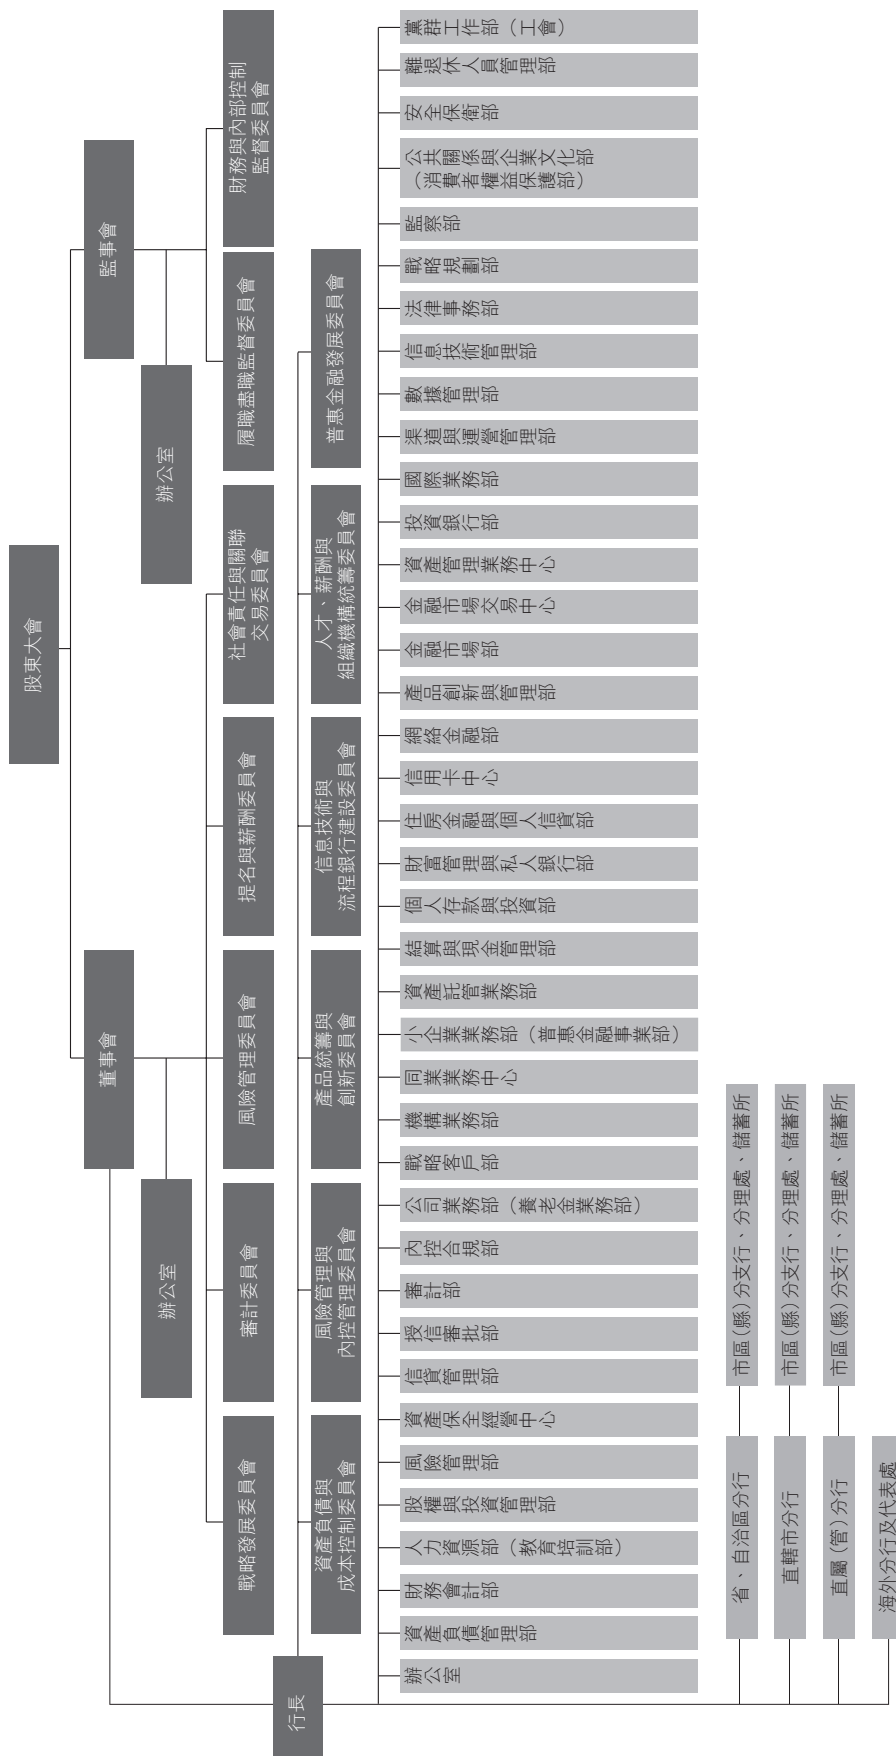 股東大會
董事會
監事會
辦公室
辦公室
戰略發展委員會
審計委員會
風險管理委員會
提名與薪酬委員會
社會責任與關聯
交易委員會
履職盡職監督委員會
財務與內部控制
監督委員會
行長
資產負債與
成本控制委員會
風險管理與
內控管理委員會
產品統籌與
創新委員會
信息技術與
流程銀行建設委員會
人才、薪酬與
組織機構統籌委員會
普惠金融發展委員會
辦公室
資產負債管理部
財務會計部
人力資源部（教育培訓部）
股權與投資管理部
風險管理部
資產保全經營中心
信貸管理部
授信審批部
審計部
內控合規部
公司業務部（養老金業務部）
戰略客戶部
機構業務部
同業業務中心
小企業業務部（普惠金融事業部）
資產託管業務部
結算與現金管理部
個人存款與投資部
財富管理與私人銀行部
住房金融與個人信貸部
信用卡中心
網絡金融部
產品創新與管理部
金融市場部
金融市場交易中心
資產管理業務中心
投資銀行部
國際業務部
渠道與運營管理部
數據管理部
信息技術管理部
法律事務部
戰略規劃部
監察部
公共關係與企業文化部
（消費者權益保護部）
安全保衛部
離退休人員管理部
黨群工作部（工會）
省、自治區分行
市區(縣)分支行、分理處、儲蓄所
直轄市分行
市區(縣)分支行、分理處、儲蓄所
直屬(管)分行
市區(縣)分支行、分理處、儲蓄所
海外分行及代表處